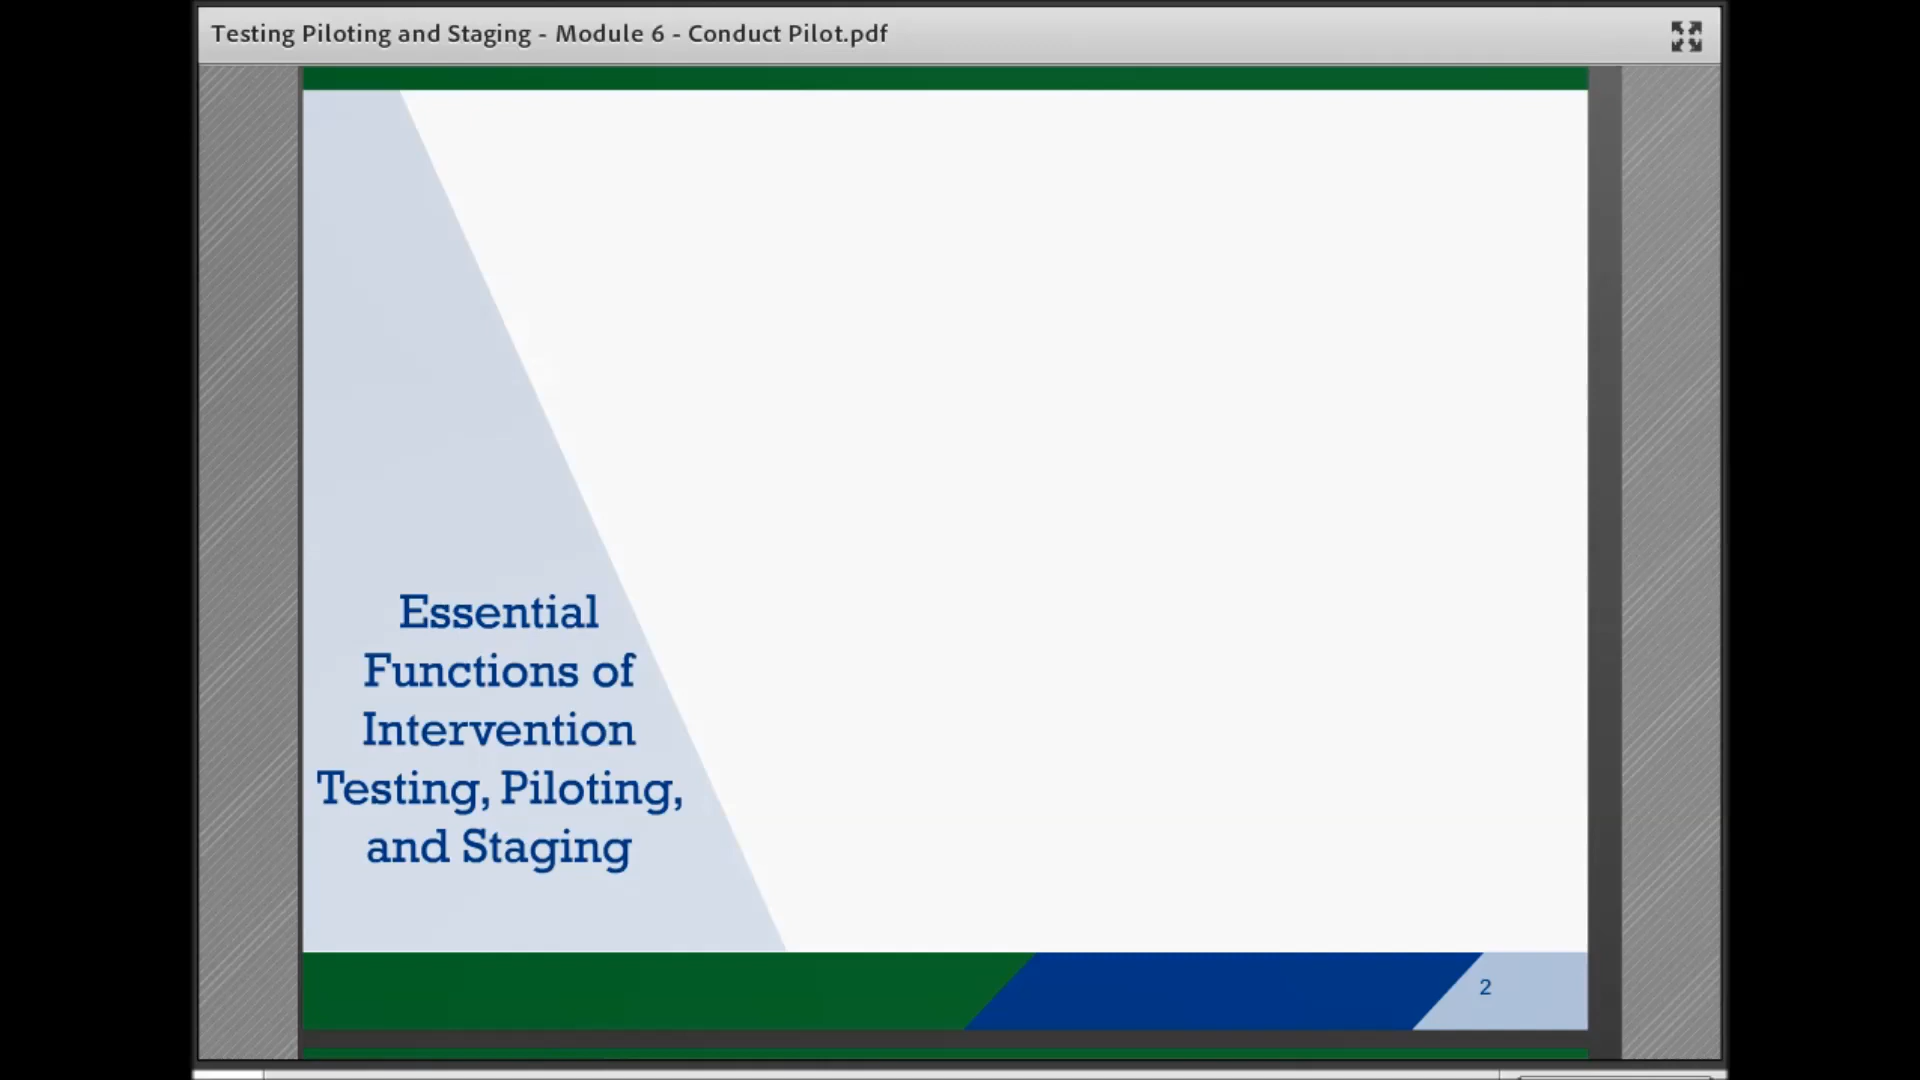 Testing Piloting and Staging - Module 6 - Conduct Pilot.pdf
Essential
Functions of
Intervention
Testing, Piloting,
and Staging
2